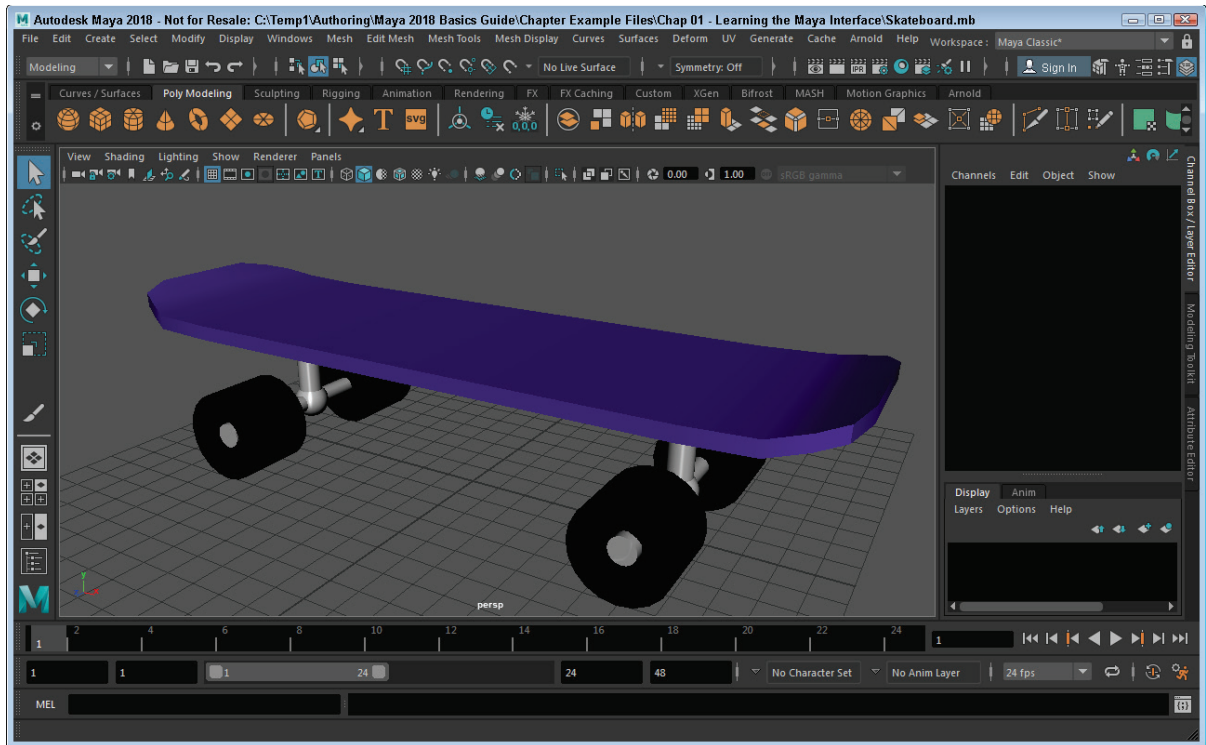 M Autodesk Maya 2018 - Not for Resale: C:\Temp1\Authoring\Maya 2018 Basics Guide\Chapter Example Files\Chap 01 - Learning the Maya Interface\Skateboard.mb
File Edit Create Select Modify Display Windows Mesh Edit Mesh Mesh Tools Mesh Display Curves Surfaces Deform UV Generate Cache Arnold Help Workspace : Maya Classic*
Modeling No Live Surface Symmetry: Off IPR Sign In
Curves / Surfaces Poly Modeling Sculpting Rigging Animation Rendering FX FX Caching Custom XGen Bifrost MASH Motion Graphics Arnold
T svg 0,0,0
View Shading Lighting Show Renderer Panels
0.00 1.00 sRGB gamma
Channels Edit Object Show
Channel Box / Layer Editor
Modeling Toolkit
Attribute Editor
Display Anim
Layers Options Help
y
persp
M
1 2 4 6 8 10 12 14 16 18 20 22 24 1
1 1 1 24 24 48 No Character Set No Anim Layer 24 fps
MEL